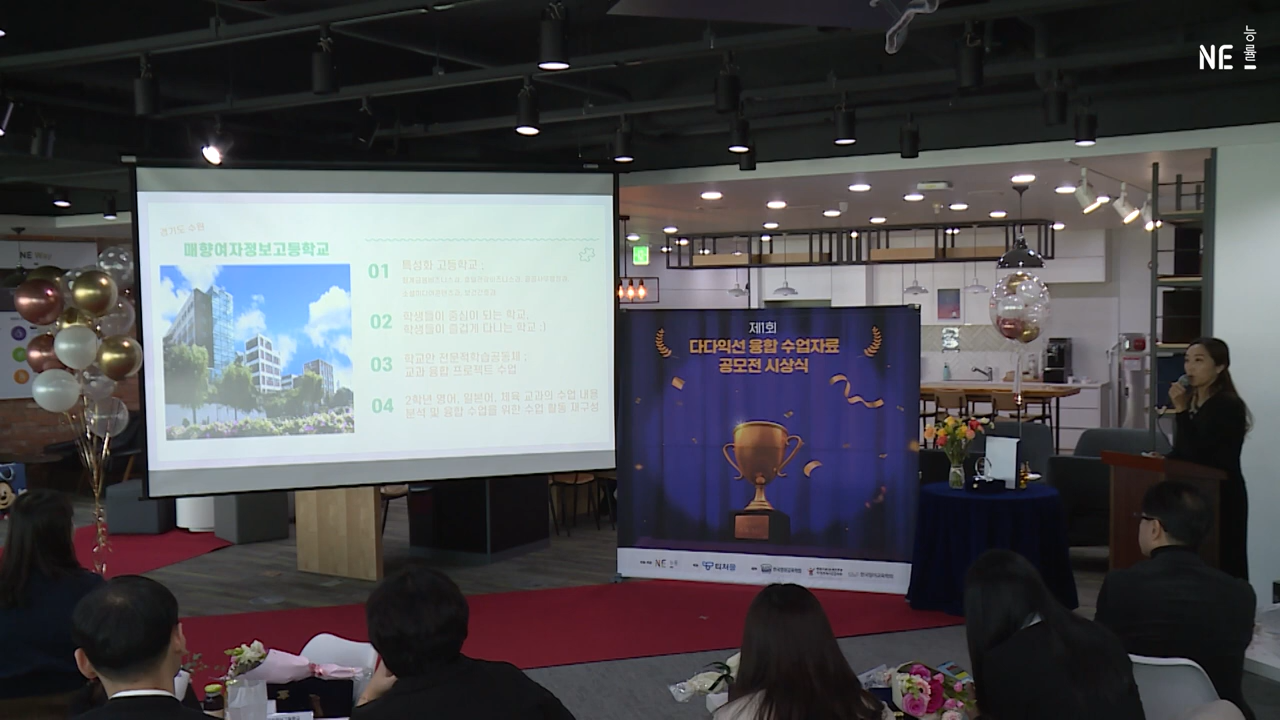 NE 능률
경기도 수원
매향여자정보고등학교
01 특성화 고등학교 ;
02 학생들이 중심이 되는 학교,
학생들이 즐겁게 다니는 학교 :)
03 학교안 전문적학습공동체 ;
교과 융합 프로젝트 수업
04 2학년 영어, 일본어, 체육 교과의 수업 내용
분석 및 융합 수업을 위한 수업 활동 재구성
제1회
다다익선 융합 수업자료
공모전 시상식
NE 능률
티처몰
NE